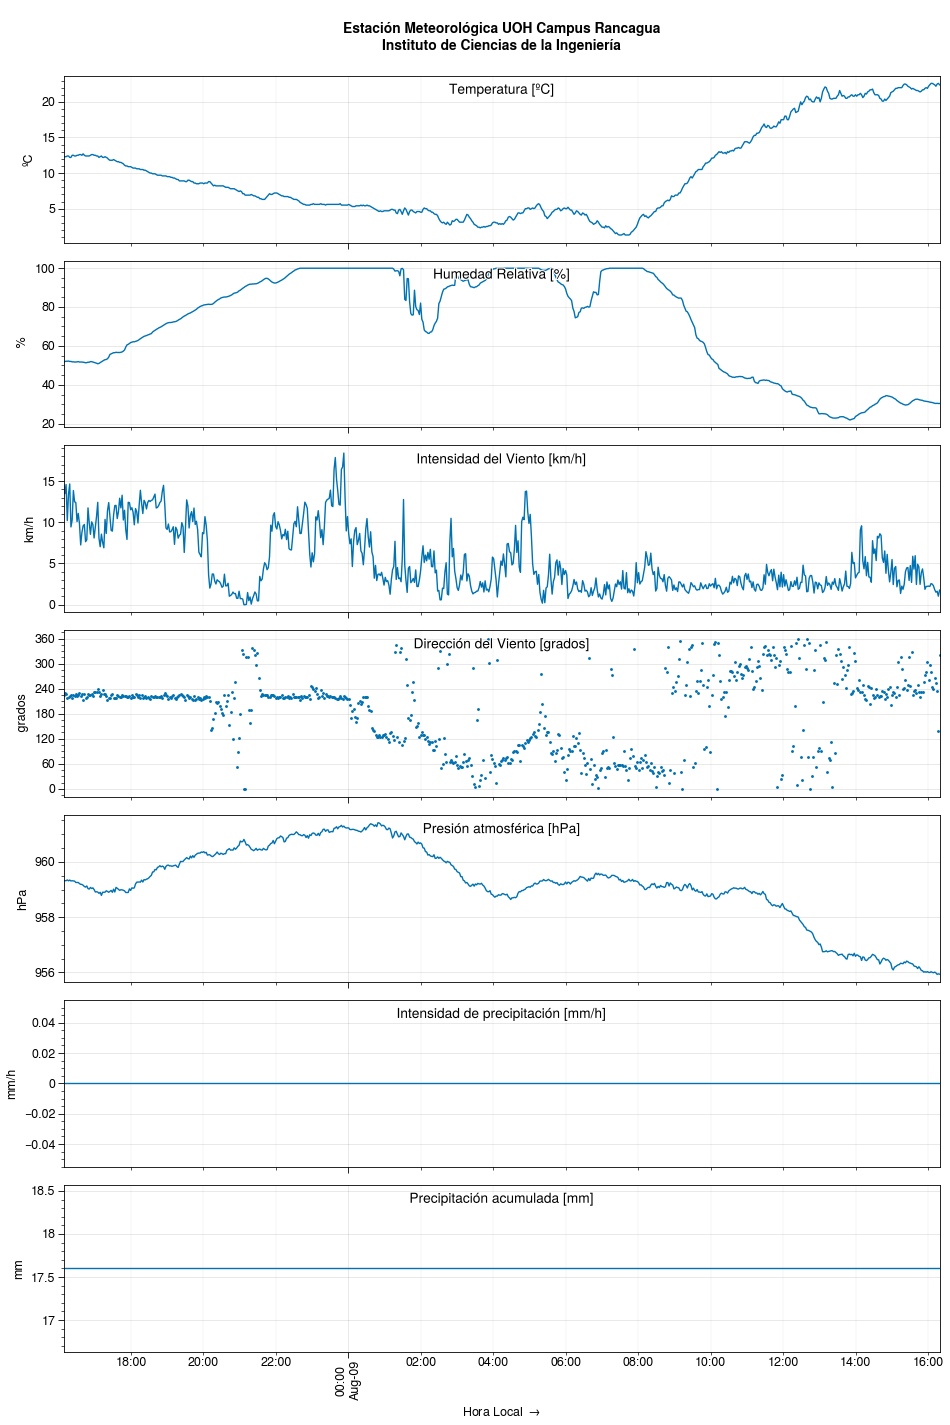 Estación Meteorológica UOH Campus Rancagua
Instituto de Ciencias de la Ingeniería
Temperatura [ºC]
ºC
20
15
10
5
Humedad Relativa [%]
%
100
80
60
40
20
Intensidad del Viento [km/h]
km/h
15
10
5
0
Dirección del Viento [grados]
grados
360
300
240
180
120
60
0
Presión atmosférica [hPa]
hPa
960
958
956
Intensidad de precipitación [mm/h]
mm/h
0.04
0.02
0
−0.02
−0.04
Precipitación acumulada [mm]
mm
18.5
18
17.5
17
18:00 20:00 22:00 00:00 02:00 04:00 06:00 08:00 10:00 12:00 14:00 16:00
Aug-09
Hora Local →